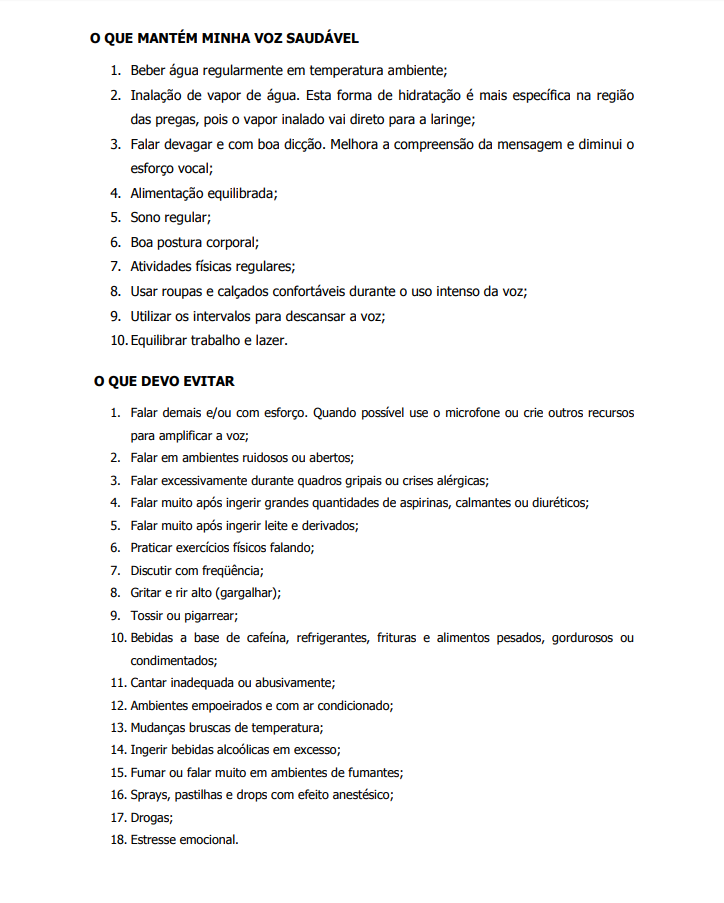 O QUE MANTÉM MINHA VOZ SAUDÁVEL
1. Beber água regularmente em temperatura ambiente;
2. Inalação de vapor de água. Esta forma de hidratação é mais específica na região
das pregas, pois o vapor inalado vai direto para a laringe;
3. Falar devagar e com boa dicção. Melhora a compreensão da mensagem e diminui o
esforço vocal;
4. Alimentação equilibrada;
5. Sono regular;
6. Boa postura corporal;
7. Atividades físicas regulares;
8. Usar roupas e calçados confortáveis durante o uso intenso da voz;
9. Utilizar os intervalos para descansar a voz;
10. Equilibrar trabalho e lazer.
O QUE DEVO EVITAR
1. Falar demais e/ou com esforço. Quando possível use o microfone ou crie outros recursos
para amplificar a voz;
2. Falar em ambientes ruidosos ou abertos;
3. Falar excessivamente durante quadros gripais ou crises alérgicas;
4. Falar muito após ingerir grandes quantidades de aspirinas, calmantes ou diuréticos;
5. Falar muito após ingerir leite e derivados;
6. Praticar exercícios físicos falando;
7. Discutir com freqüência;
8. Gritar e rir alto (gargalhar);
9. Tossir ou pigarrear;
10. Bebidas a base de cafeína, refrigerantes, frituras e alimentos pesados, gordurosos ou
condimentados;
11. Cantar inadequada ou abusivamente;
12. Ambientes empoeirados e com ar condicionado;
13. Mudanças bruscas de temperatura;
14. Ingerir bebidas alcoólicas em excesso;
15. Fumar ou falar muito em ambientes de fumantes;
16. Sprays, pastilhas e drops com efeito anestésico;
17. Drogas;
18. Estresse emocional.